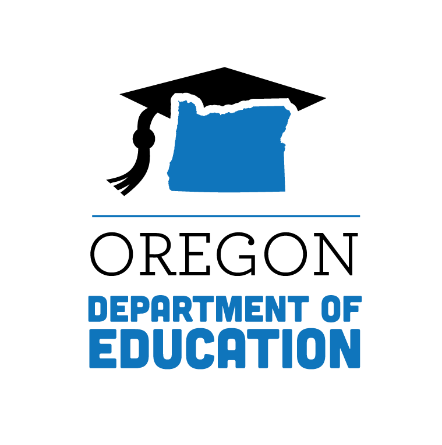 OREGON
DEPARTMENT OF
EDUCATION